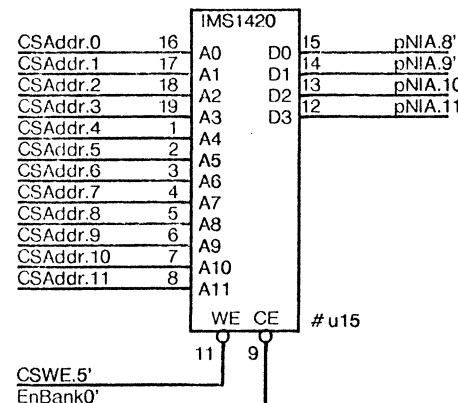 IMS1420
CSAddr.0 16 A0 D0 15 pNIA.8'
CSAddr.1 17 A1 D1 14 pNIA.9'
CSAddr.2 18 A2 D2 13 pNIA.10
CSAddr.3 19 A3 D3 12 pNIA.11
CSAddr.4 1 A4
CSAddr.5 2 A5
CSAddr.6 3 A6
CSAddr.7 4 A7
CSAddr.8 5 A8
CSAddr.9 6 A9
CSAddr.10 7 A10
CSAddr.11 8 A11
WE CE #u15
11 9
CSWE.5'
EnBank0'